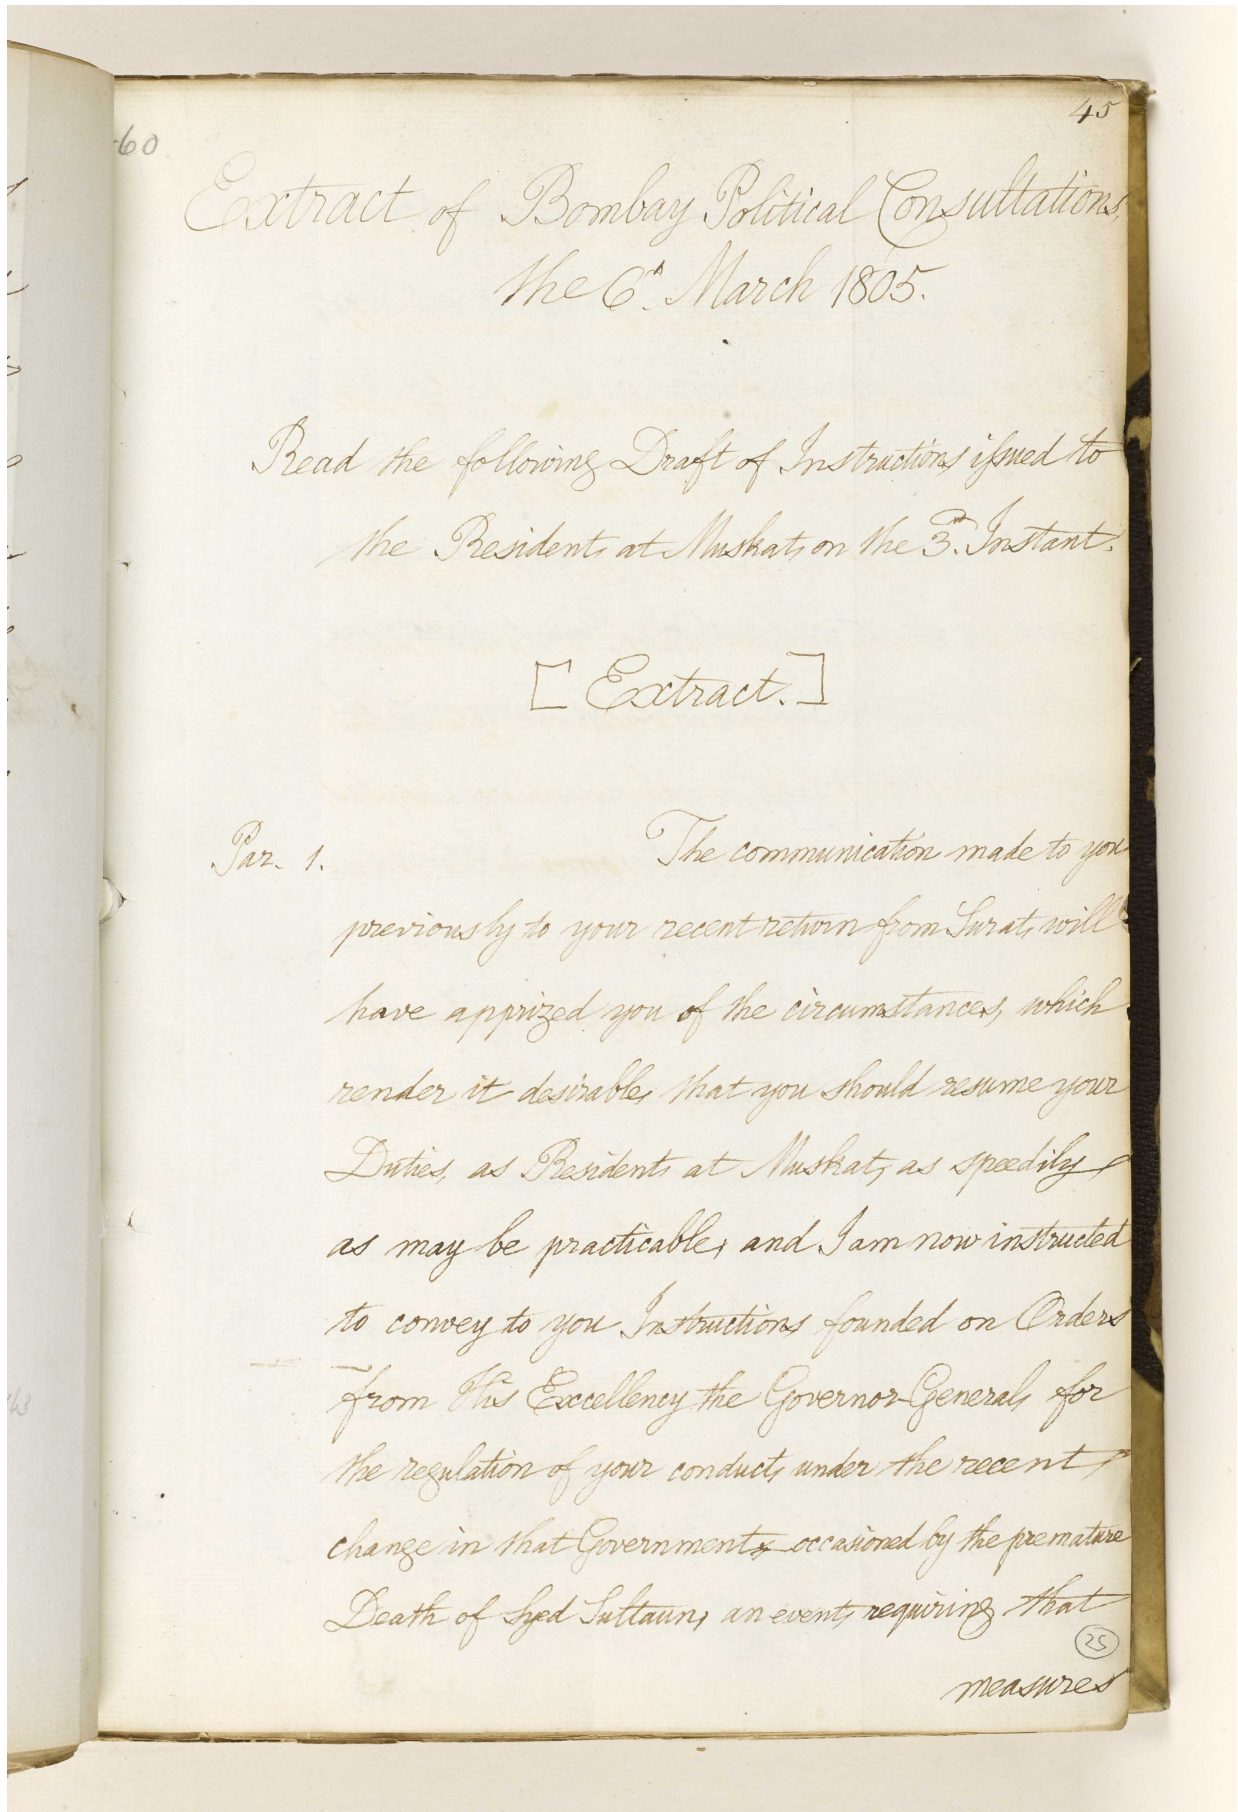 45
60
Extract of Bombay Political Consultations,
the 6th. March 1805.
Read the following Draft of Instructions issued to
the Resident at Muskat, on the 3d. Instant.
[Extract.]
Par. 1. The communication made to you
previously to your recent return from Surat, will
have apprized you of the circumstances, which
render it desirable, that you should resume your
Duties, as Resident at Muskat, as speedily
as may be practicable, and I am now instructed
to convey to you Instructions founded on Orders
from His Excellency the Governor-General, for
the regulation of your conduct, under the recent
change in that Government, occasioned by the premature
Death of Syed Sultaun, an event, requiring that
25
measures